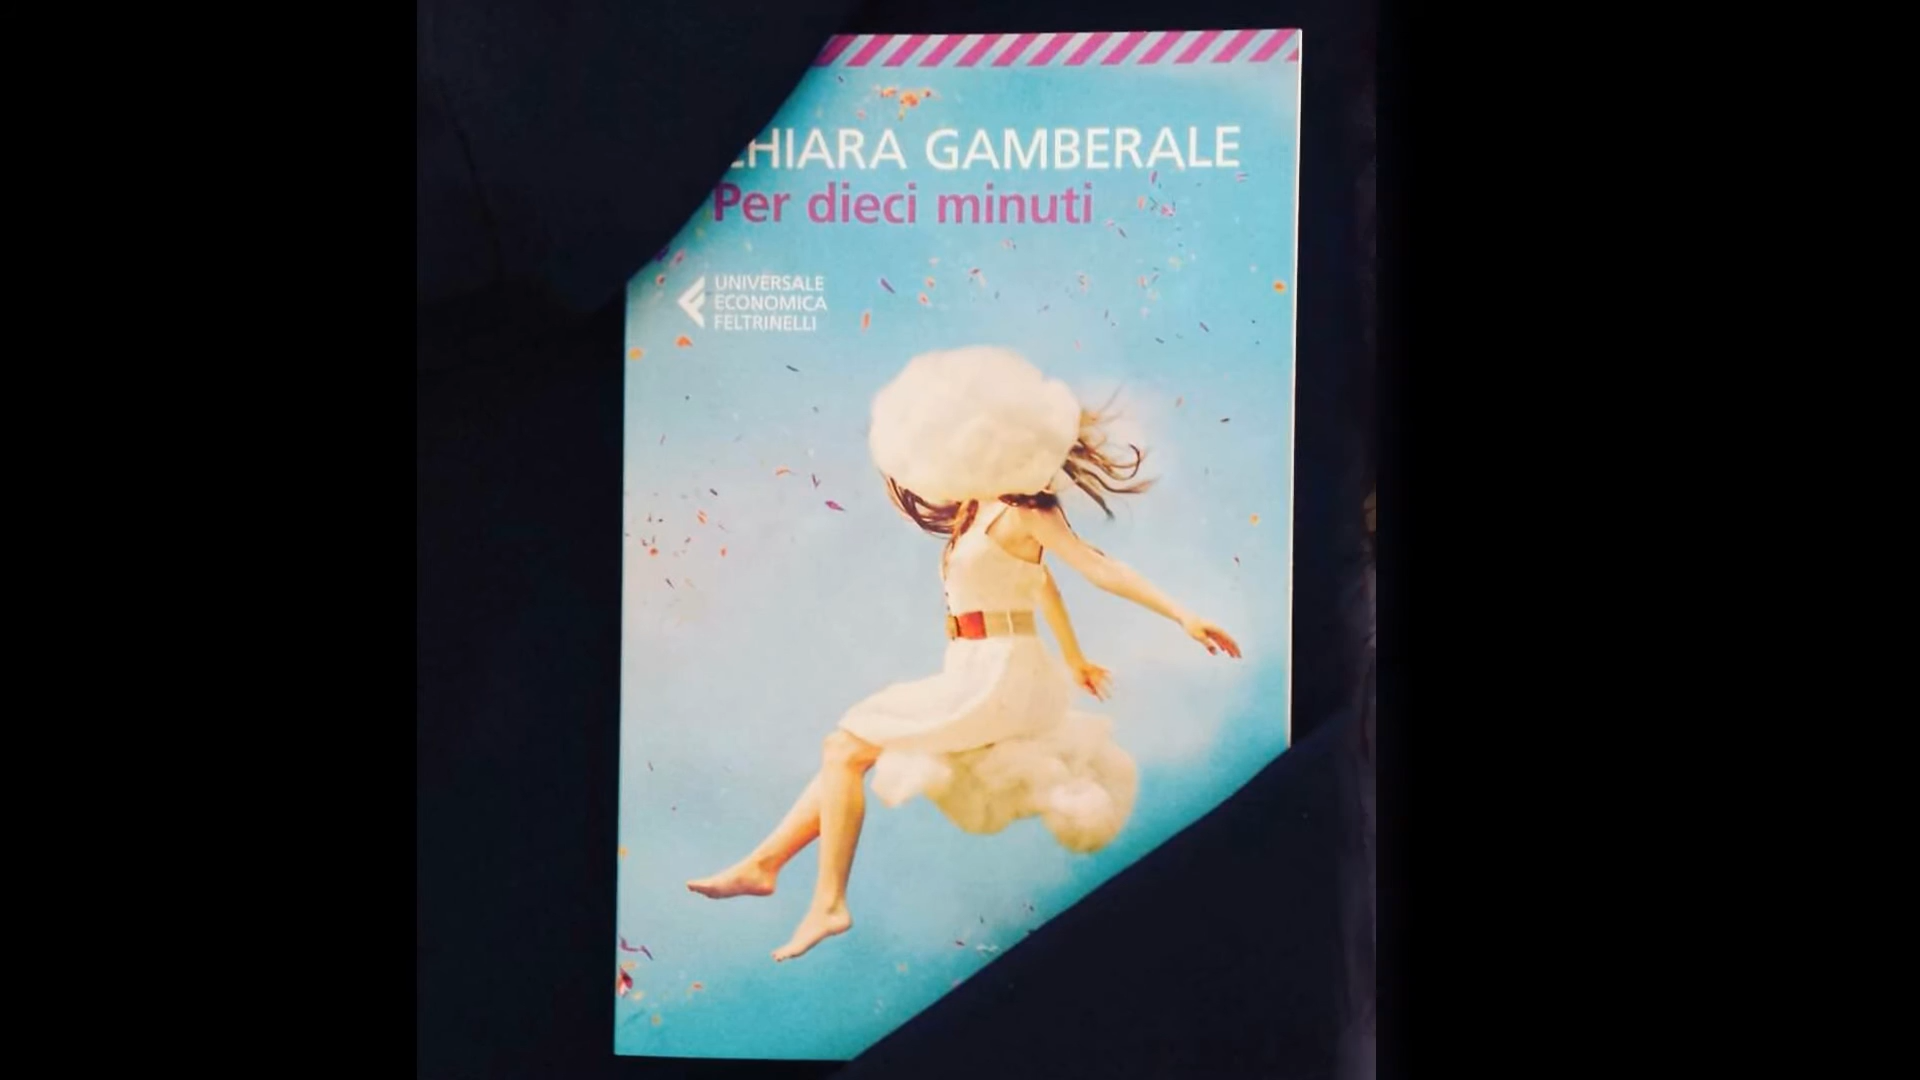 CHIARA GAMBERALE
Per dieci minuti
UNIVERSALE
ECONOMICA
FELTRINELLI